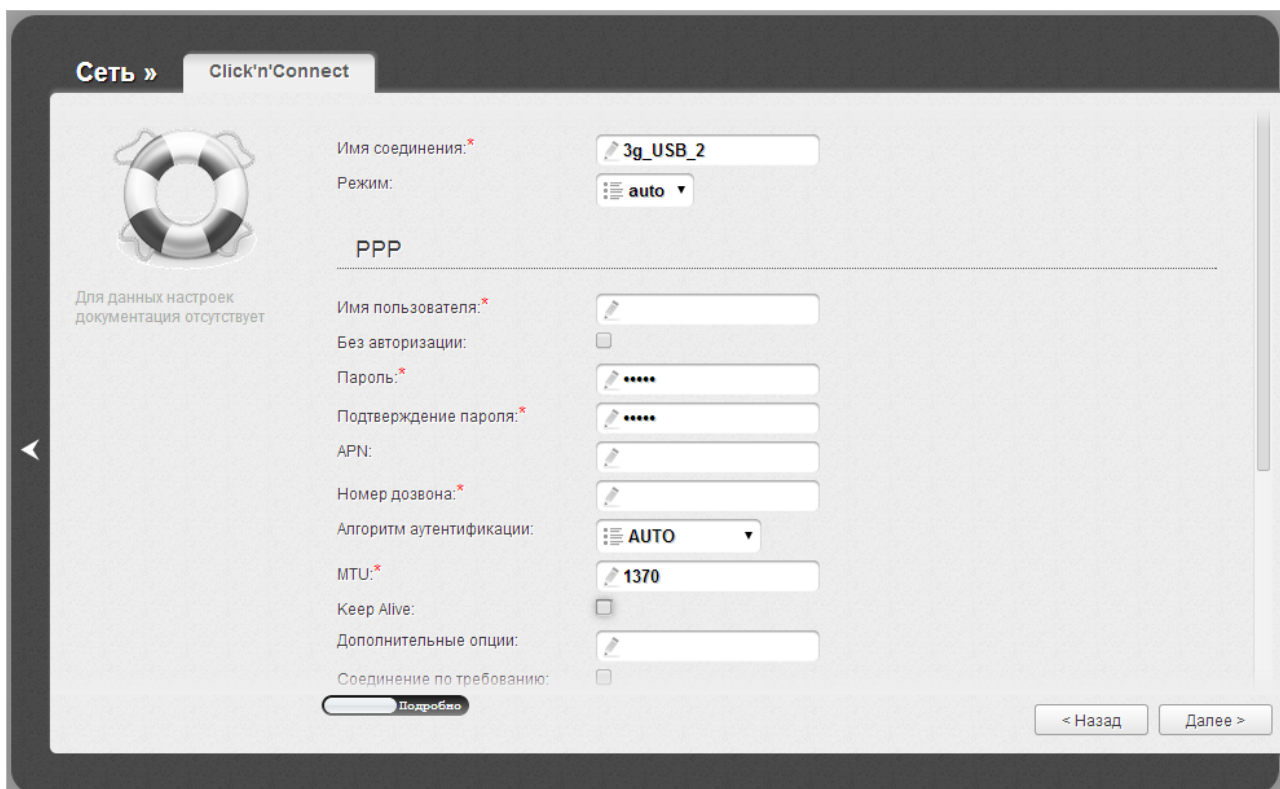 Сеть »
Click'n'Connect
Для данных настроек
документация отсутствует
Имя соединения:* 3g_USB_2
Режим: auto
PPP
Имя пользователя:*
Без авторизации:
Пароль:* •••••
Подтверждение пароля:* •••••
APN:
Номер дозвона:*
Алгоритм аутентификации: AUTO
MTU:* 1370
Keep Alive:
Дополнительные опции:
Соединение по требованию:
Подробно
< Назад
Далее >